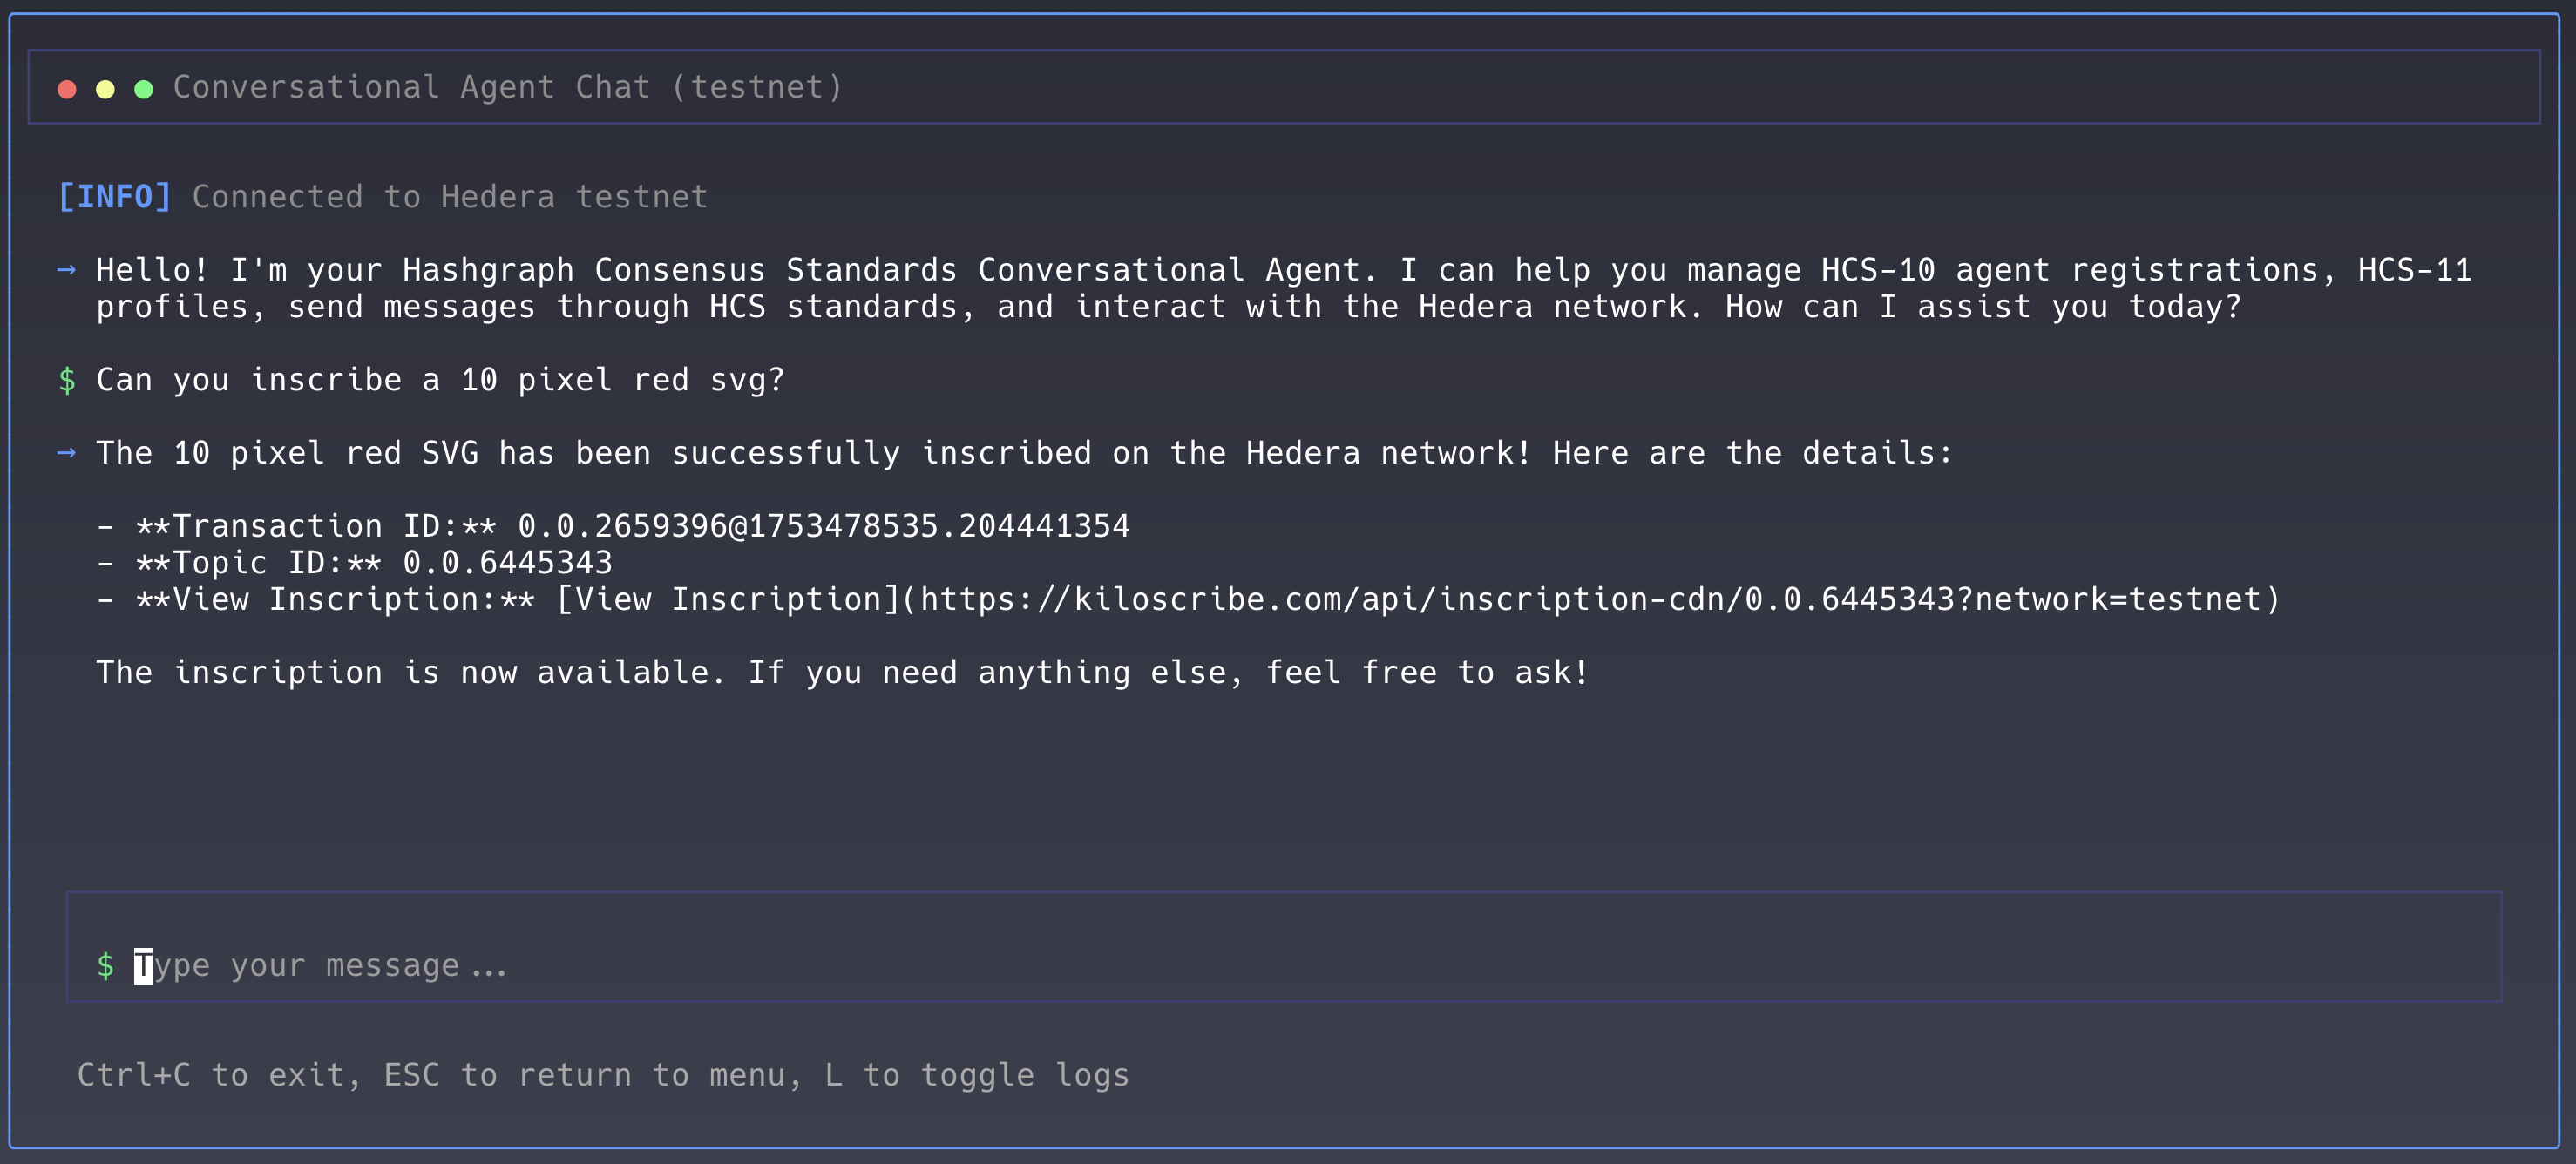 Conversational Agent Chat (testnet)
[INFO] Connected to Hedera testnet
→ Hello! I'm your Hashgraph Consensus Standards Conversational Agent. I can help you manage HCS-10 agent registrations, HCS-11
profiles, send messages through HCS standards, and interact with the Hedera network. How can I assist you today?
$ Can you inscribe a 10 pixel red svg?
→ The 10 pixel red SVG has been successfully inscribed on the Hedera network! Here are the details:
- **Transaction ID:** 0.0.2659396@1753478535.204441354
- **Topic ID:** 0.0.6445343
- **View Inscription:** [View Inscription](https://kiloscribe.com/api/inscription-cdn/0.0.6445343?network=testnet)
The inscription is now available. If you need anything else, feel free to ask!
$ Type your message...
Ctrl+C to exit, ESC to return to menu, L to toggle logs